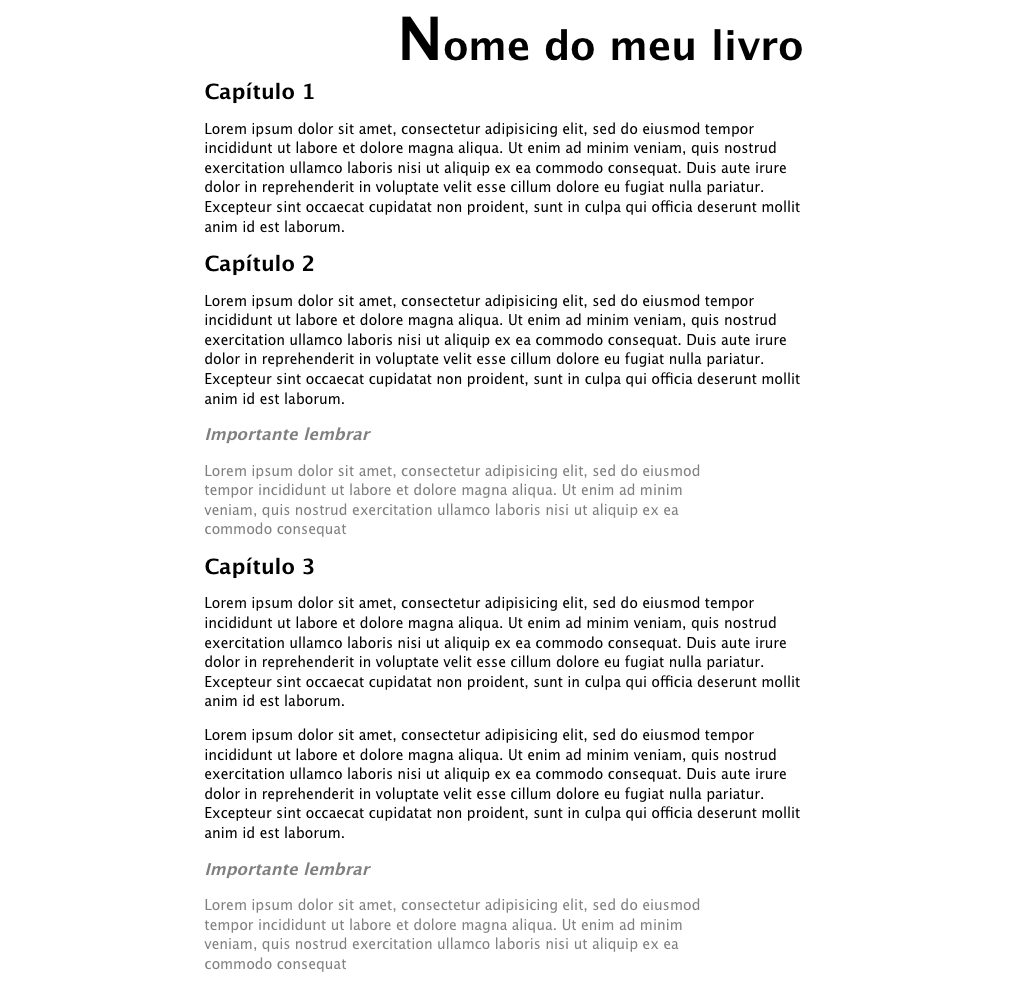 Nome do meu livro
Capítulo 1
Lorem ipsum dolor sit amet, consectetur adipisicing elit, sed do eiusmod tempor
incididunt ut labore et dolore magna aliqua. Ut enim ad minim veniam, quis nostrud
exercitation ullamco laboris nisi ut aliquip ex ea commodo consequat. Duis aute irure
dolor in reprehenderit in voluptate velit esse cillum dolore eu fugiat nulla pariatur.
Excepteur sint occaecat cupidatat non proident, sunt in culpa qui officia deserunt mollit
anim id est laborum.
Capítulo 2
Lorem ipsum dolor sit amet, consectetur adipisicing elit, sed do eiusmod tempor
incididunt ut labore et dolore magna aliqua. Ut enim ad minim veniam, quis nostrud
exercitation ullamco laboris nisi ut aliquip ex ea commodo consequat. Duis aute irure
dolor in reprehenderit in voluptate velit esse cillum dolore eu fugiat nulla pariatur.
Excepteur sint occaecat cupidatat non proident, sunt in culpa qui officia deserunt mollit
anim id est laborum.
Importante lembrar
Lorem ipsum dolor sit amet, consectetur adipisicing elit, sed do eiusmod
tempor incididunt ut labore et dolore magna aliqua. Ut enim ad minim
veniam, quis nostrud exercitation ullamco laboris nisi ut aliquip ex ea
commodo consequat
Capítulo 3
Lorem ipsum dolor sit amet, consectetur adipisicing elit, sed do eiusmod tempor
incididunt ut labore et dolore magna aliqua. Ut enim ad minim veniam, quis nostrud
exercitation ullamco laboris nisi ut aliquip ex ea commodo consequat. Duis aute irure
dolor in reprehenderit in voluptate velit esse cillum dolore eu fugiat nulla pariatur.
Excepteur sint occaecat cupidatat non proident, sunt in culpa qui officia deserunt mollit
anim id est laborum.
Lorem ipsum dolor sit amet, consectetur adipisicing elit, sed do eiusmod tempor
incididunt ut labore et dolore magna aliqua. Ut enim ad minim veniam, quis nostrud
exercitation ullamco laboris nisi ut aliquip ex ea commodo consequat. Duis aute irure
dolor in reprehenderit in voluptate velit esse cillum dolore eu fugiat nulla pariatur.
Excepteur sint occaecat cupidatat non proident, sunt in culpa qui officia deserunt mollit
anim id est laborum.
Importante lembrar
Lorem ipsum dolor sit amet, consectetur adipisicing elit, sed do eiusmod
tempor incididunt ut labore et dolore magna aliqua. Ut enim ad minim
veniam, quis nostrud exercitation ullamco laboris nisi ut aliquip ex ea
commodo consequat